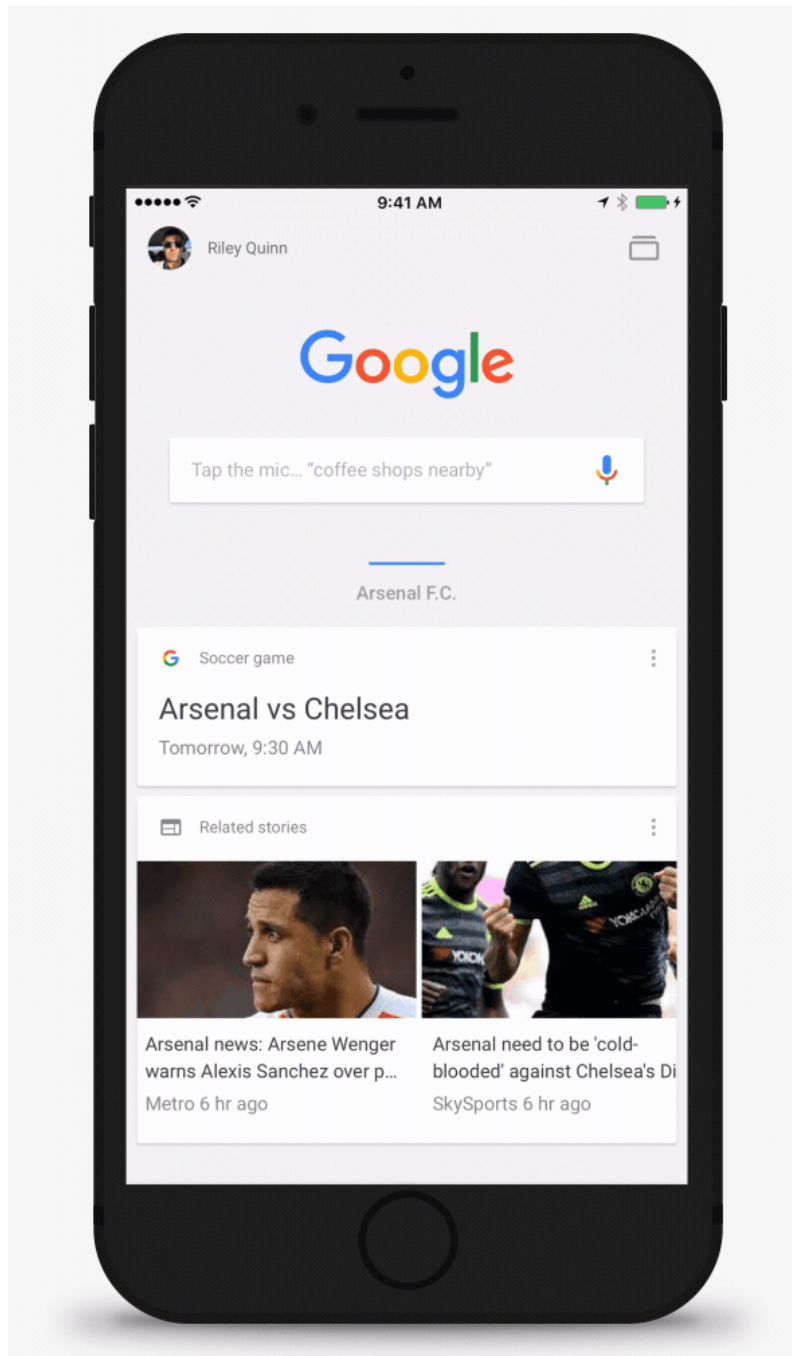 9:41 AM
Riley Quinn
Google
Tap the mic... “coffee shops nearby”
Arsenal F.C.
G Soccer game
Arsenal vs Chelsea
Tomorrow, 9:30 AM
Related stories
YOKOHAMA
Arsenal news: Arsene Wenger
warns Alexis Sanchez over p...
Metro 6 hr ago
Arsenal need to be 'cold-
blooded' against Chelsea's Di
SkySports 6 hr ago